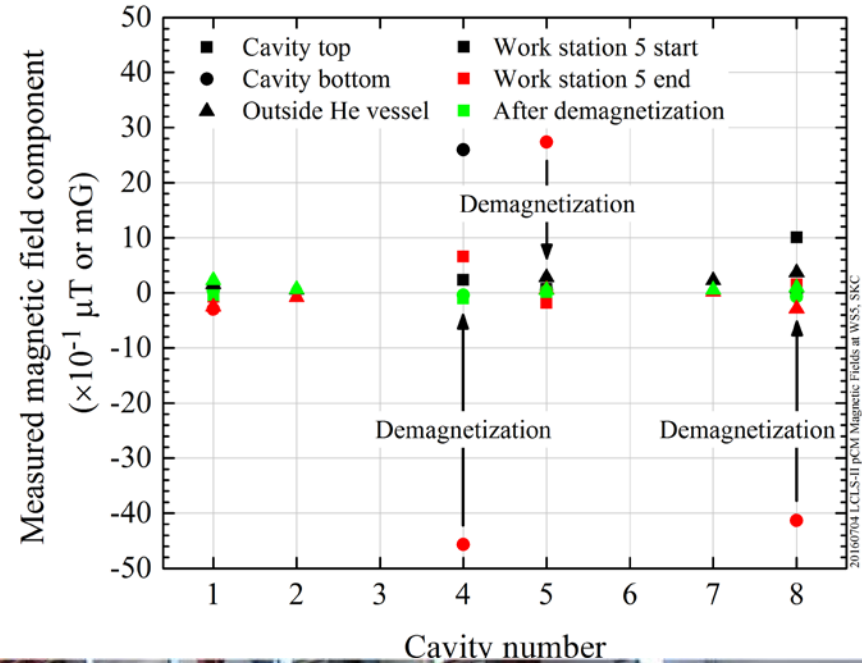 Measured magnetic field component
(×10⁻¹ μT or mG)
50
40
30
20
10
0
-10
-20
-30
-40
-50
Cavity top
Cavity bottom
Outside He vessel
Work station 5 start
Work station 5 end
After demagnetization
Demagnetization
Demagnetization
Demagnetization
1 2 3 4 5 6 7 8
Cavity number
20160704 LCLS-II pCM Magnetic Fields at WS5, SKC